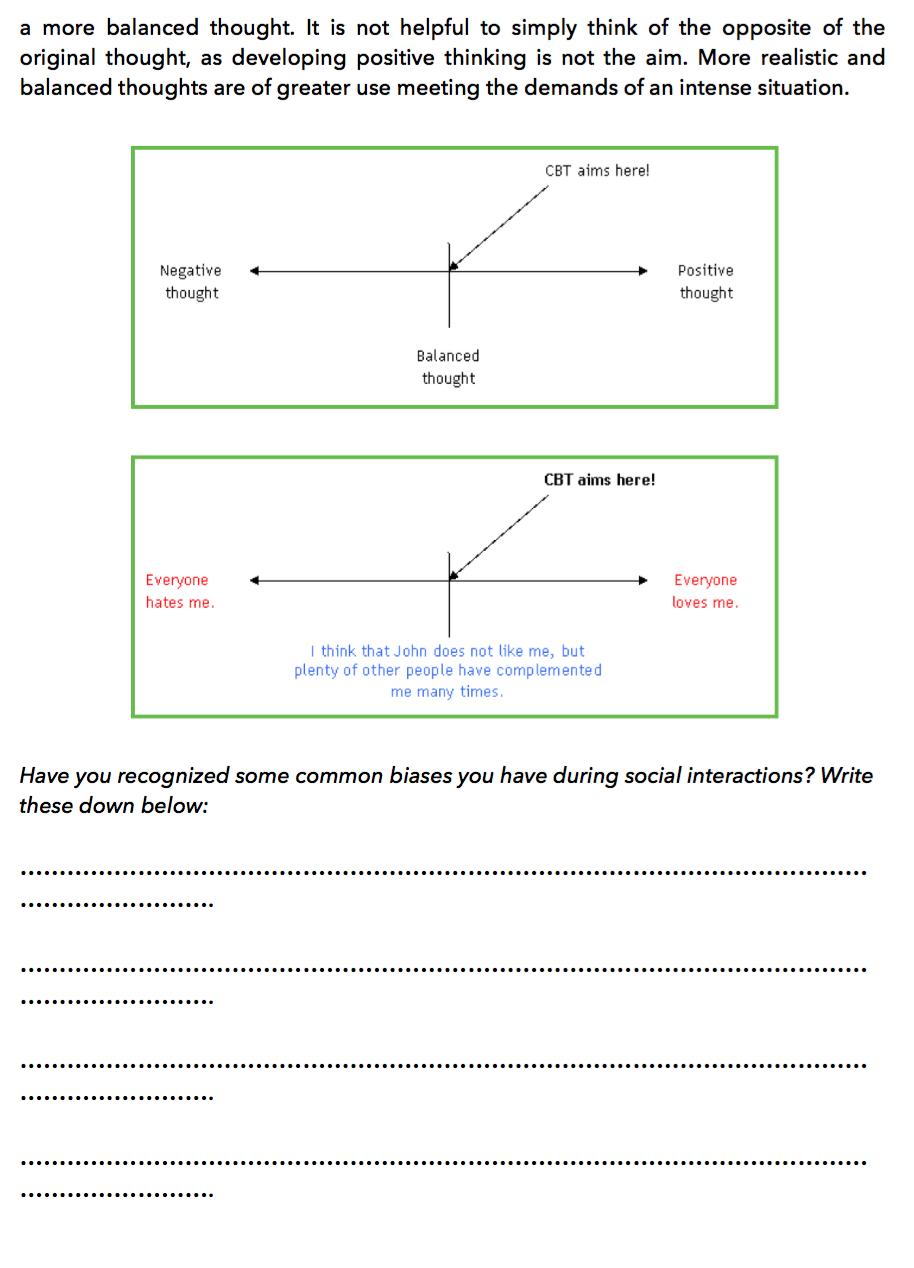 a more balanced thought. It is not helpful to simply think of the opposite of the
original thought, as developing positive thinking is not the aim. More realistic and
balanced thoughts are of greater use meeting the demands of an intense situation.
CBT aims here!
Negative
thought
Positive
thought
Balanced
thought
CBT aims here!
Everyone
hates me.
Everyone
loves me.
I think that John does not like me, but
plenty of other people have complemented
me many times.
Have you recognized some common biases you have during social interactions? Write
these down below: